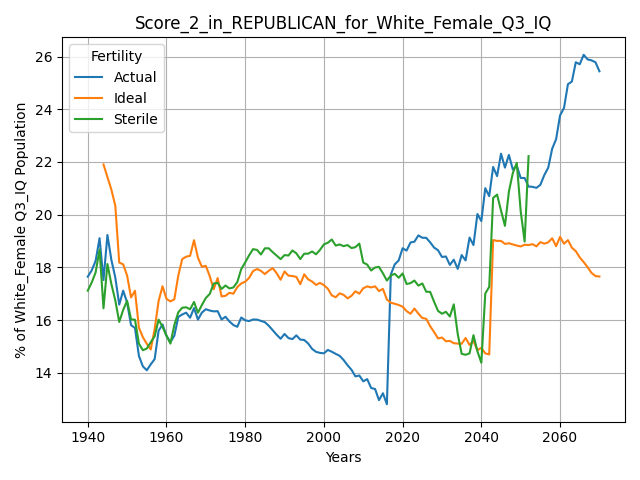 Score_2_in_REPUBLICAN_for_White_Female_Q3_IQ
Fertility
Actual
Ideal
Sterile
% of White_Female Q3_IQ Population
26
24
22
20
18
16
14
1940
1960
1980
2000
2020
2040
2060
Years